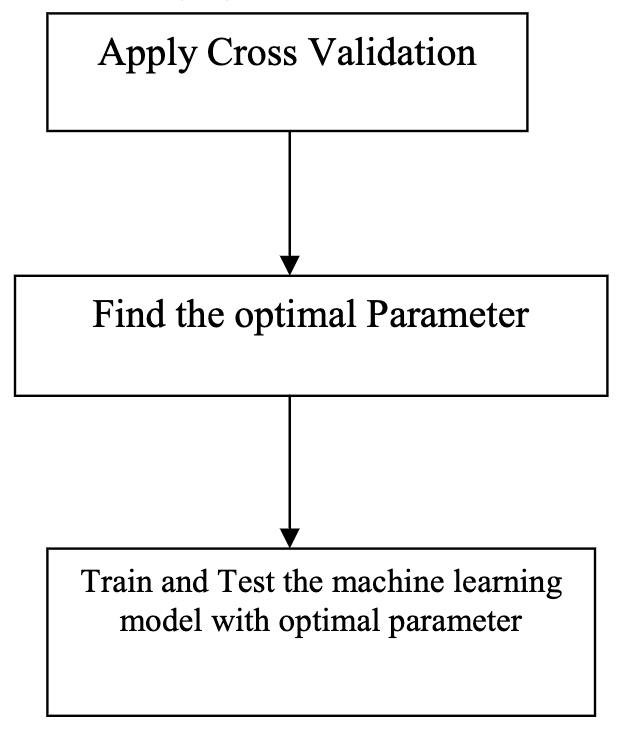 Apply Cross Validation
Find the optimal Parameter
Train and Test the machine learning
model with optimal parameter